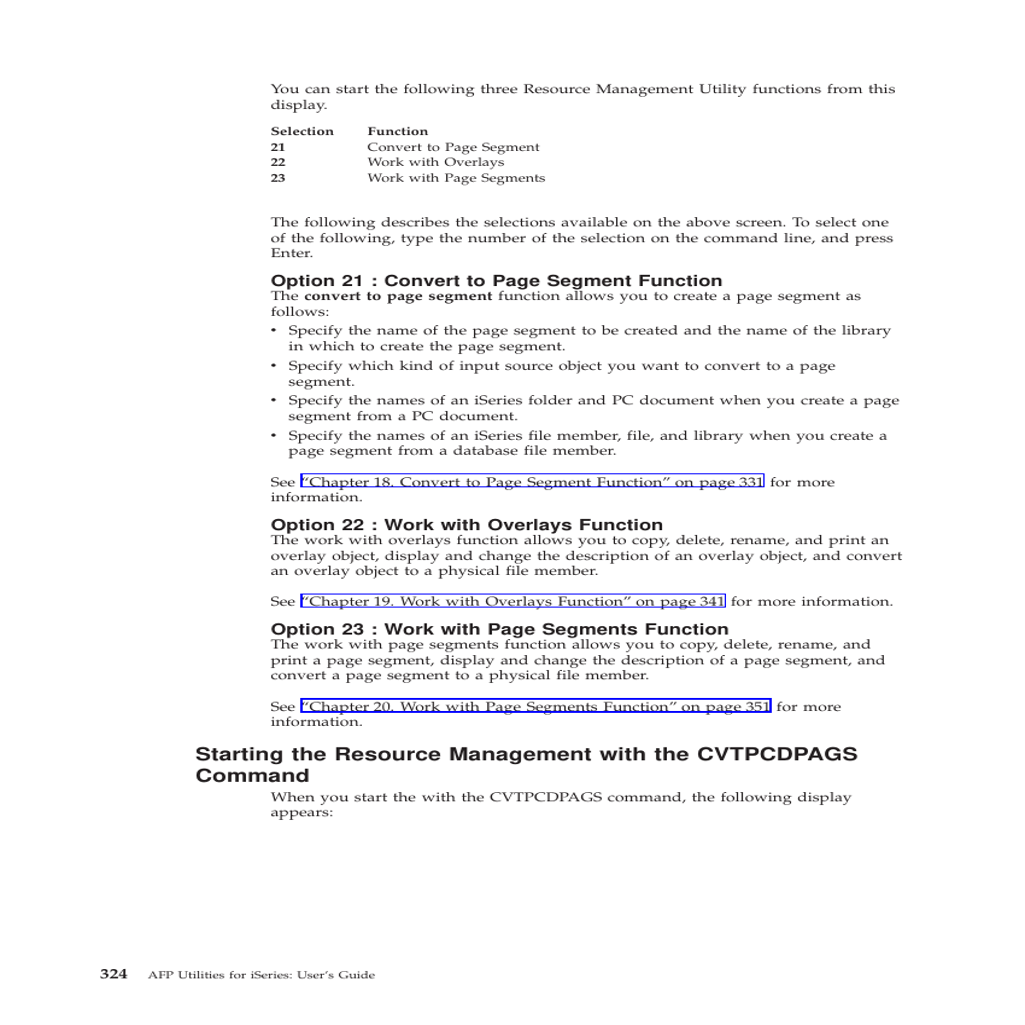 You can start the following three Resource Management Utility functions from this
display.
Selection Function
21 Convert to Page Segment
22 Work with Overlays
23 Work with Page Segments
The following describes the selections available on the above screen. To select one
of the following, type the number of the selection on the command line, and press
Enter.
Option 21 : Convert to Page Segment Function
The convert to page segment function allows you to create a page segment as
follows:
• Specify the name of the page segment to be created and the name of the library
in which to create the page segment.
• Specify which kind of input source object you want to convert to a page
segment.
• Specify the names of an iSeries folder and PC document when you create a page
segment from a PC document.
• Specify the names of an iSeries file member, file, and library when you create a
page segment from a database file member.
See “Chapter 18. Convert to Page Segment Function” on page 331 for more
information.
Option 22 : Work with Overlays Function
The work with overlays function allows you to copy, delete, rename, and print an
overlay object, display and change the description of an overlay object, and convert
an overlay object to a physical file member.
See “Chapter 19. Work with Overlays Function” on page 341 for more information.
Option 23 : Work with Page Segments Function
The work with page segments function allows you to copy, delete, rename, and
print a page segment, display and change the description of a page segment, and
convert a page segment to a physical file member.
See “Chapter 20. Work with Page Segments Function” on page 351 for more
information.
Starting the Resource Management with the CVTPCDPAGS
Command
When you start the with the CVTPCDPAGS command, the following display
appears:
324 AFP Utilities for iSeries: User’s Guide